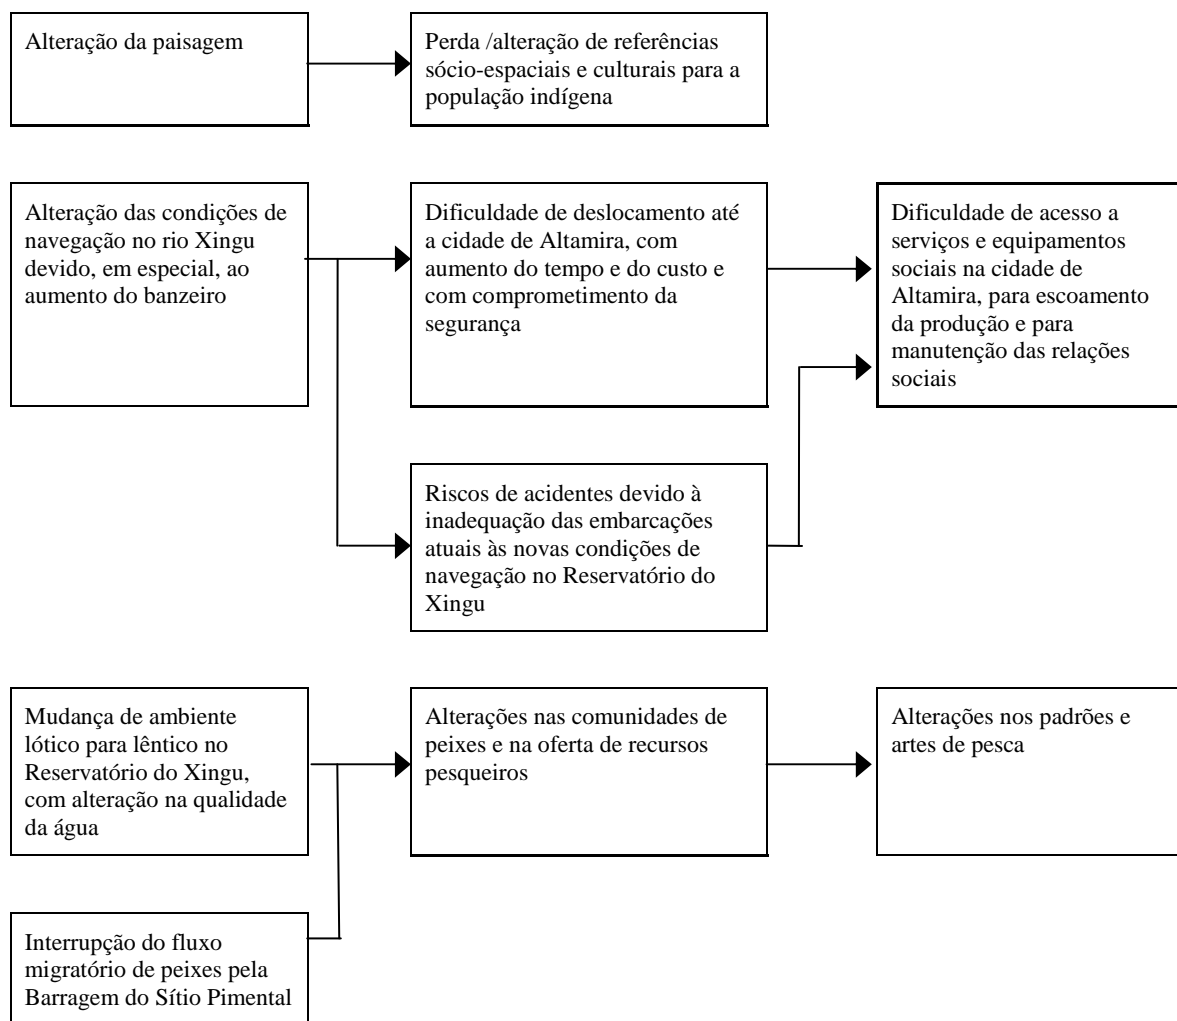 Alteração da paisagem
Perda /alteração de referências
sócio-espaciais e culturais para a
população indígena
Alteração das condições de
navegação no rio Xingu
devido, em especial, ao
aumento do banzeiro
Dificuldade de deslocamento até
a cidade de Altamira, com
aumento do tempo e do custo e
com comprometimento da
segurança
Dificuldade de acesso a
serviços e equipamentos
sociais na cidade de
Altamira, para escoamento
da produção e para
manutenção das relações
sociais
Riscos de acidentes devido à
inadequação das embarcações
atuais às novas condições de
navegação no Reservatório do
Xingu
Mudança de ambiente
lótico para lêntico no
Reservatório do Xingu,
com alteração na qualidade
da água
Alterações nas comunidades de
peixes e na oferta de recursos
pesqueiros
Alterações nos padrões e
artes de pesca
Interrupção do fluxo
migratório de peixes pela
Barragem do Sítio Pimental